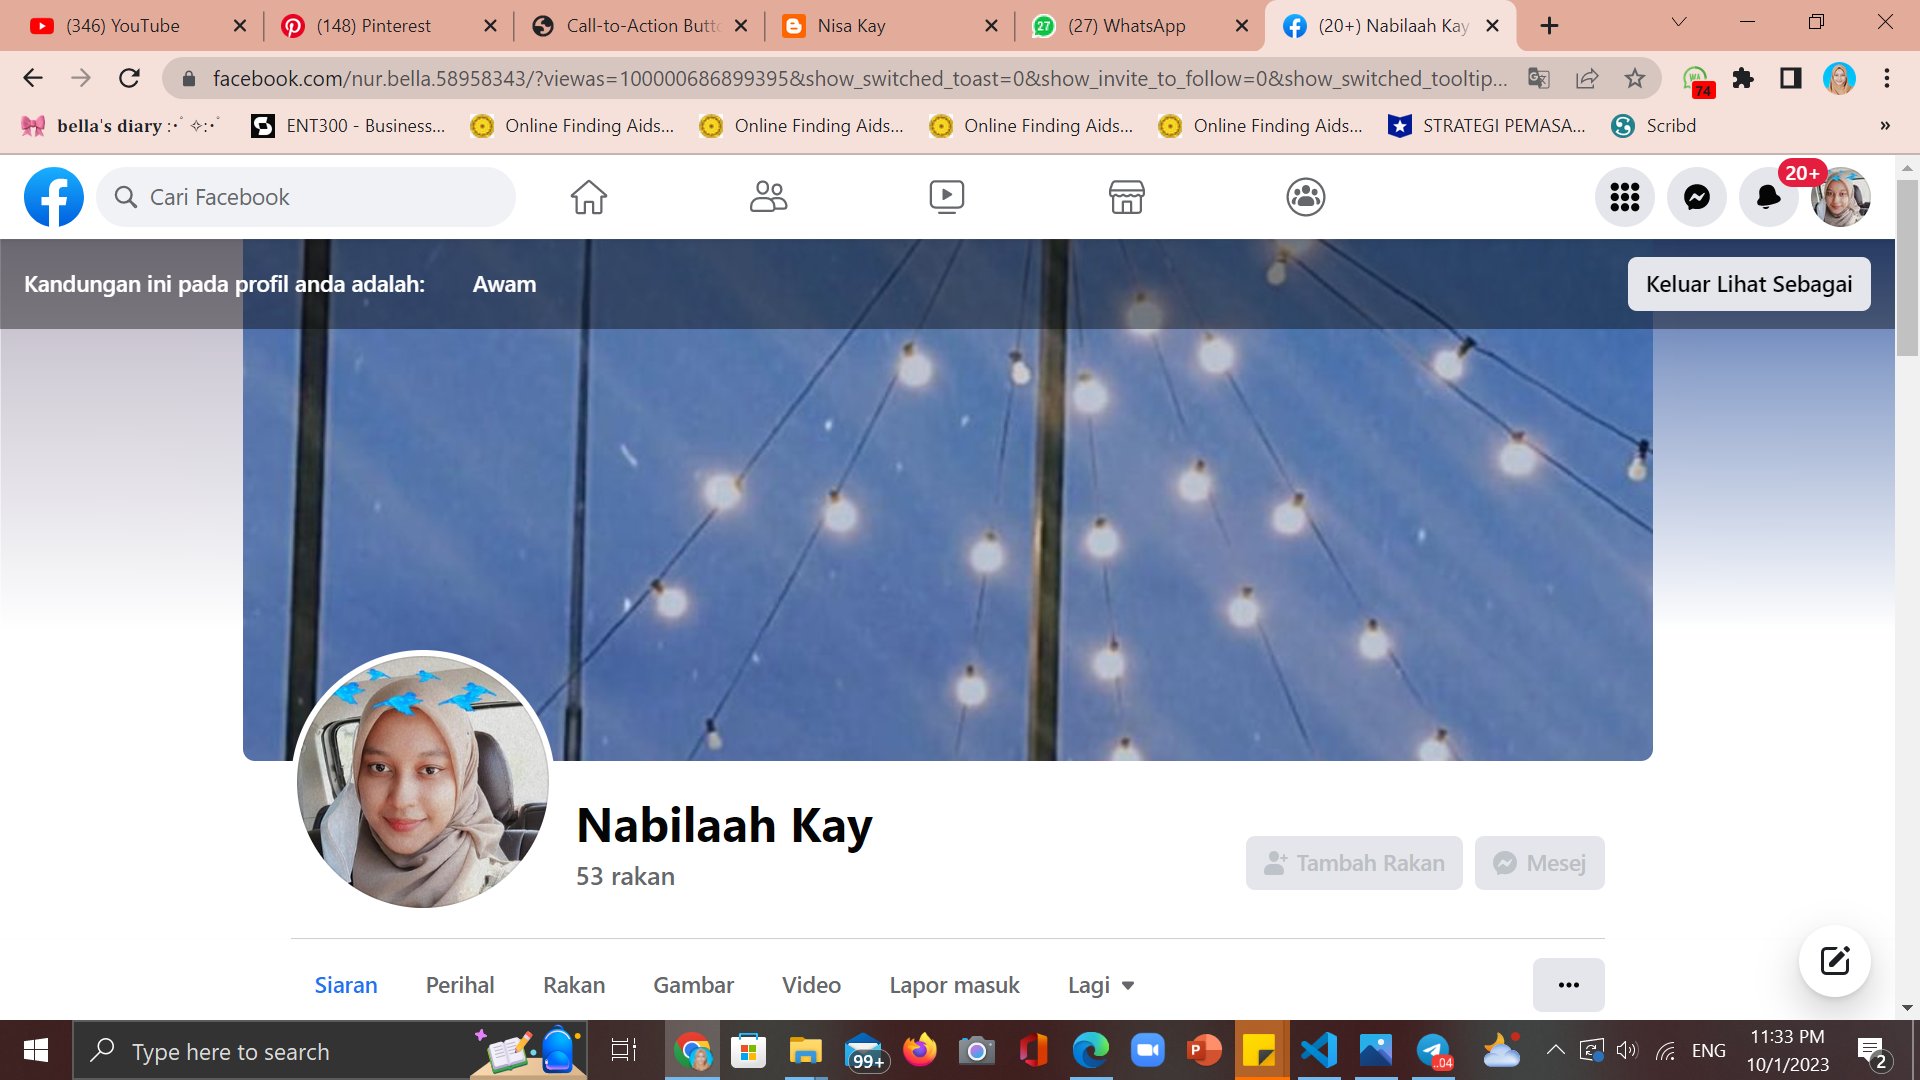 (346) YouTube
(148) Pinterest
Call-to-Action Butt
Nisa Kay
27
(27) WhatsApp
(20+) Nabilaah Kay
facebook.com/nur.bella.58958343/?viewas=100000686899395&show_switched_toast=0&show_invite_to_follow=0&show_switched_tooltip...
74
bella's diary :･ﾟ✧:･ﾟ
ENT300 - Business...
Online Finding Aids...
Online Finding Aids...
Online Finding Aids...
Online Finding Aids...
STRATEGI PEMASA...
Scribd
»
Cari Facebook
20+
Kandungan ini pada profil anda adalah:
Awam
Keluar Lihat Sebagai
Nabilaah Kay
53 rakan
Tambah Rakan
Mesej
Siaran
Perihal
Rakan
Gambar
Video
Lapor masuk
Lagi
Type here to search
99+
..04
ENG
11:33 PM
10/1/2023
2